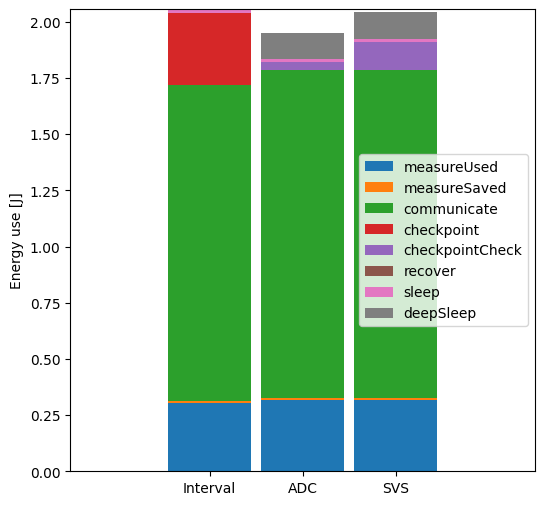 Energy use [J]
2.00
1.75
1.50
1.25
1.00
0.75
0.50
0.25
0.00
Interval
ADC
SVS
measureUsed
measureSaved
communicate
checkpoint
checkpointCheck
recover
sleep
deepSleep